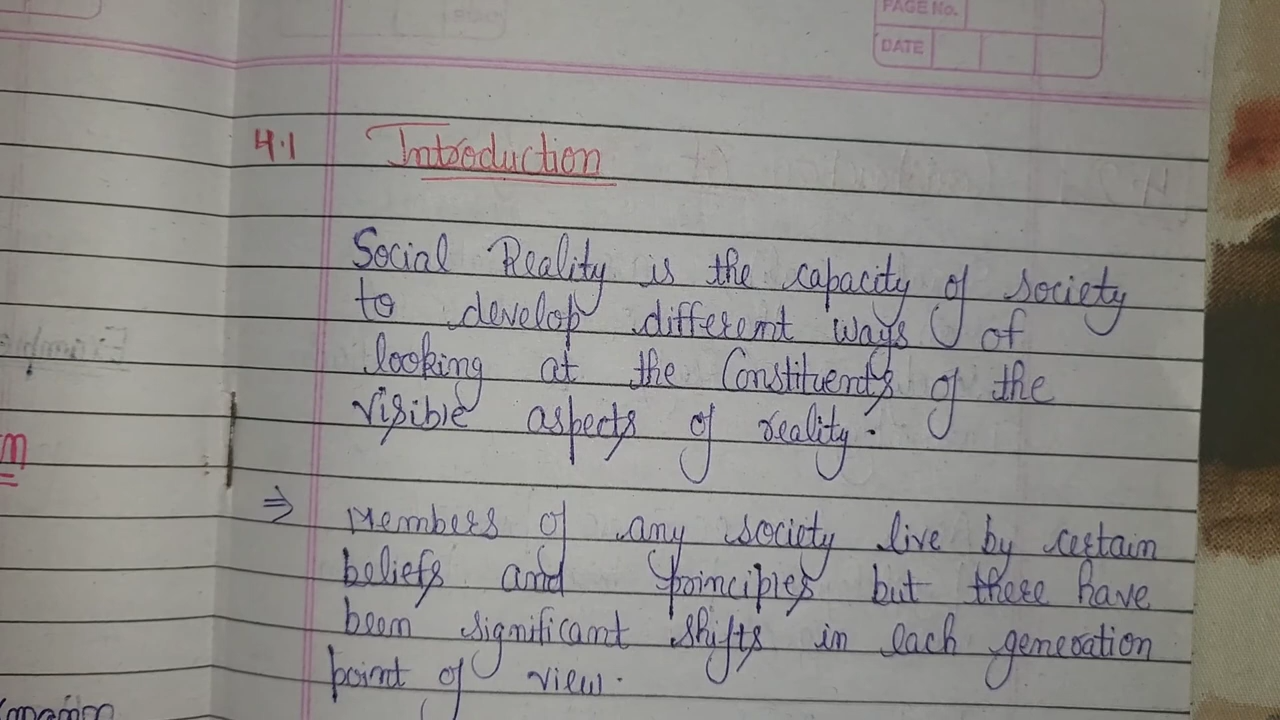 PAGE No.
DATE
4.1 Introduction
Social Reality is the capacity of society
to develop different ways of
looking at the Constituents of the
visible aspects of reality.
⇒ Members of any society live by certain
beliefs and principles but there have
been significant shifts in each generation
point of view.